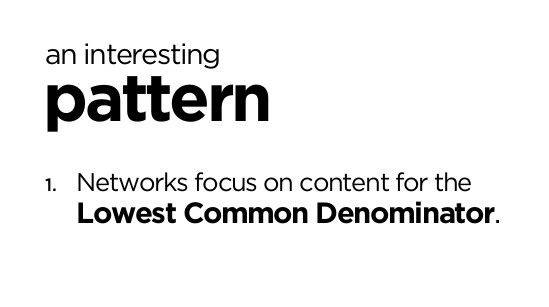 an interesting
pattern
1. Networks focus on content for the
Lowest Common Denominator.